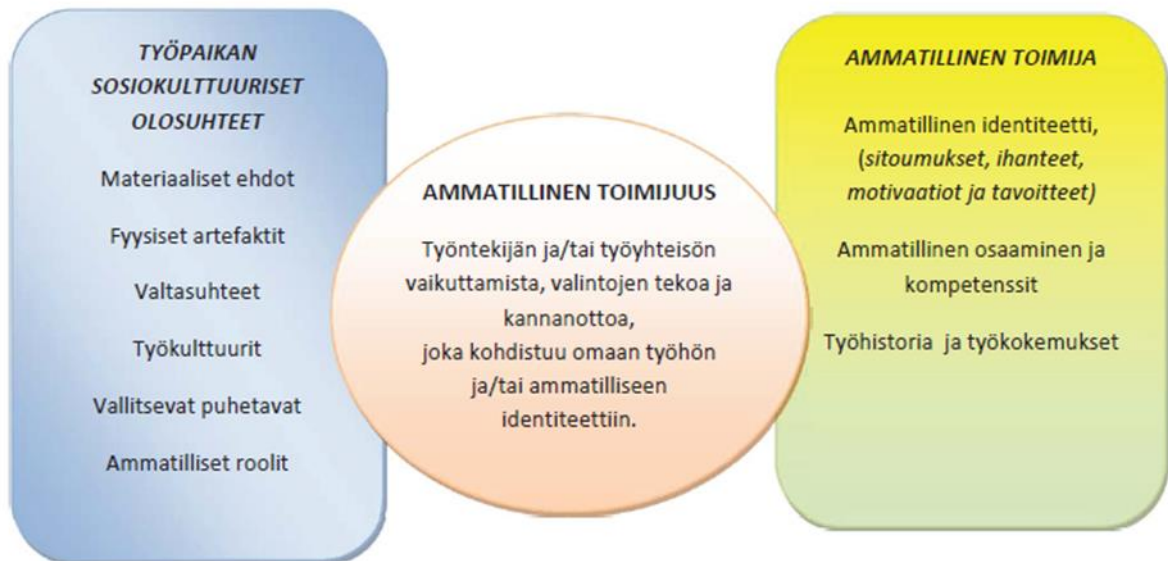 TYÖPAIKAN
SOSIOKULTTUURISET
OLOSUHTEET
Materiaaliset ehdot
Fyysiset artefaktit
Valtasuhteet
Työkulttuurit
Vallitsevat puhetavat
Ammatilliset roolit
AMMATILLINEN TOIMIJUUS
Työntekijän ja/tai työyhteisön
vaikuttamista, valintojen tekoa ja
kannanottoa,
joka kohdistuu omaan työhön
ja/tai ammatilliseen
identiteettiin.
AMMATILLINEN TOIMIJA
Ammatillinen identiteetti,
(sitoumukset, ihanteet,
motivaatiot ja tavoitteet)
Ammatillinen osaaminen ja
kompetenssit
Työhistoria ja työkokemukset